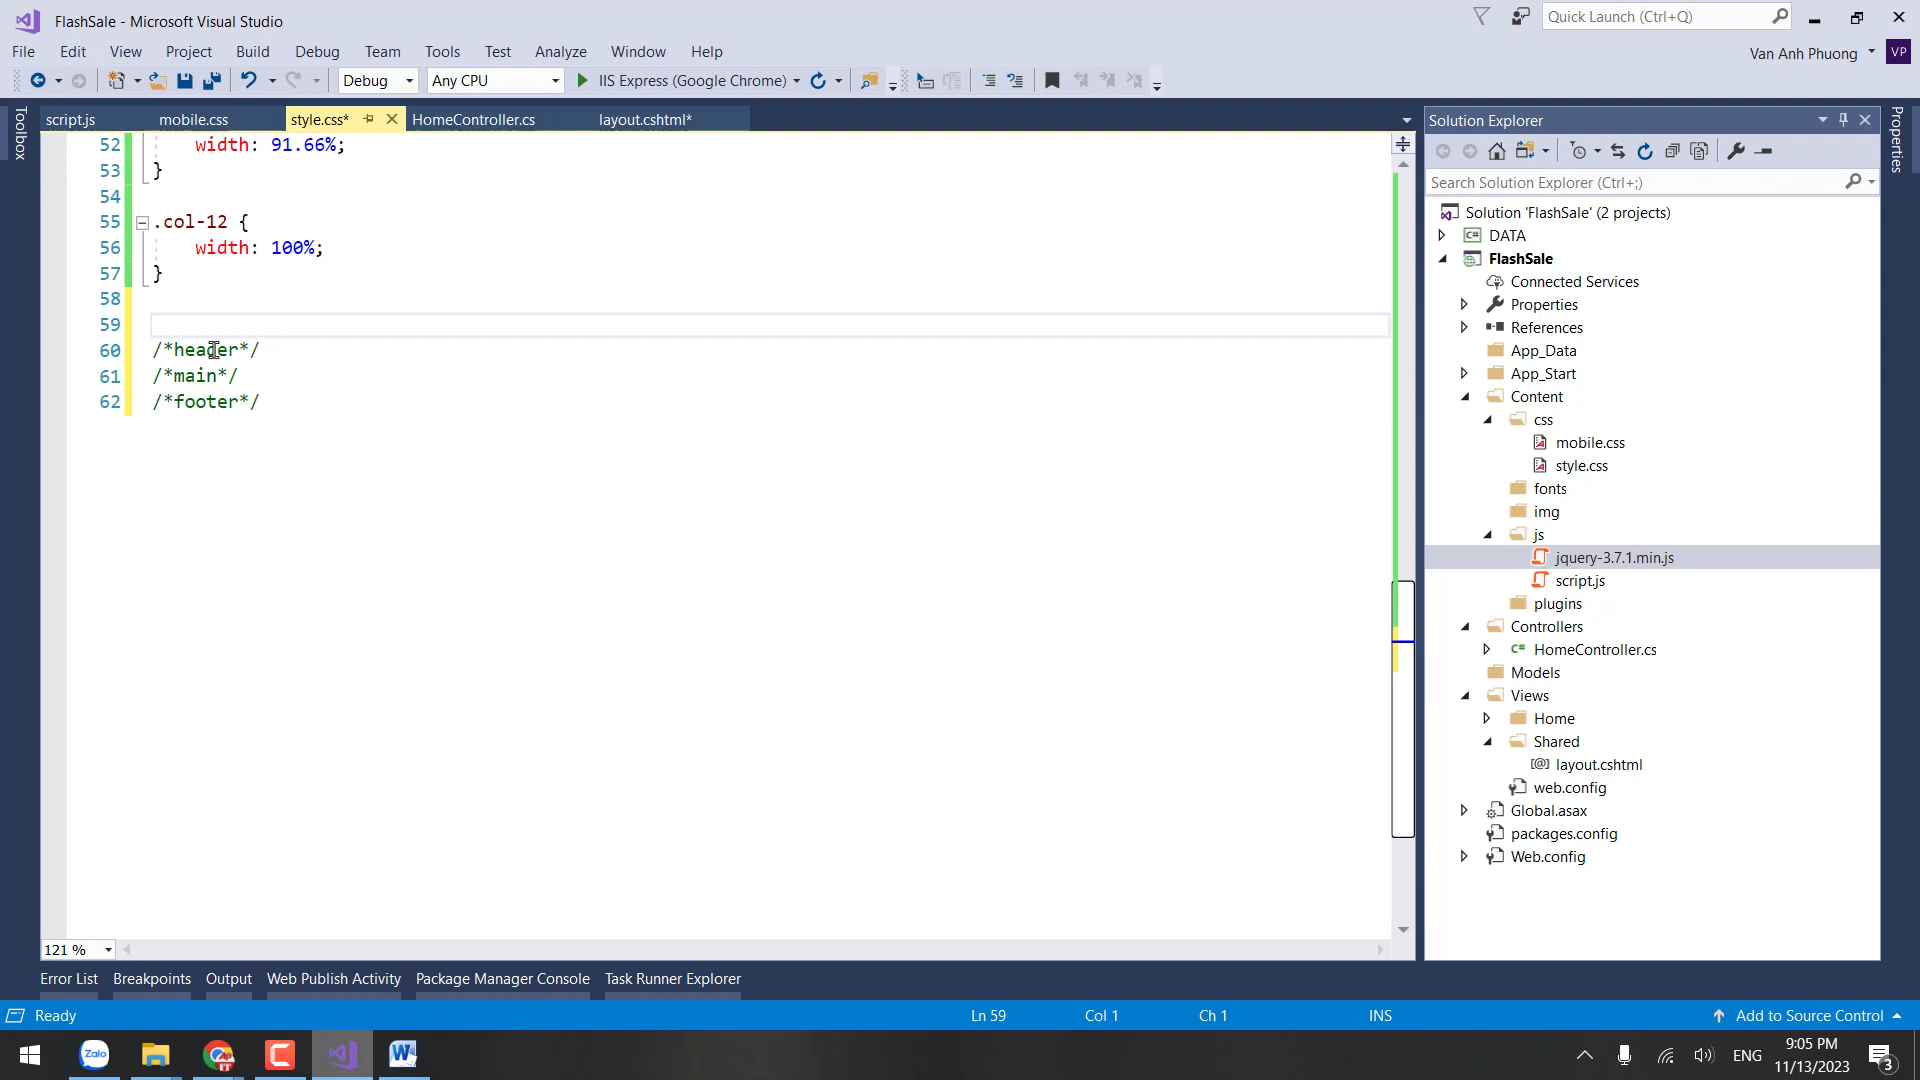 FlashSale - Microsoft Visual Studio
Quick Launch (Ctrl+Q)
File Edit View Project Build Debug Team Tools Test Analyze Window Help
Van Anh Phuong VP
Debug Any CPU IIS Express (Google Chrome)
Toolbox
script.js mobile.css style.css* HomeController.cs layout.cshtml*
52 width: 91.66%;
53 }
54
55 .col-12 {
56 width: 100%;
57 }
58
59
60 /*header*/
61 /*main*/
62 /*footer*/
121 %
Solution Explorer
Search Solution Explorer (Ctrl+;)
Solution 'FlashSale' (2 projects)
C# DATA
FlashSale
Connected Services
Properties
References
App_Data
App_Start
Content
css
mobile.css
style.css
fonts
img
js
jquery-3.7.1.min.js
script.js
plugins
Controllers
C# HomeController.cs
Models
Views
Home
Shared
[@] layout.cshtml
web.config
Global.asax
packages.config
Web.config
Properties
Error List Breakpoints Output Web Publish Activity Package Manager Console Task Runner Explorer
Ready Ln 59 Col 1 Ch 1 INS Add to Source Control
Zalo
ENG
9:05 PM
11/13/2023
3